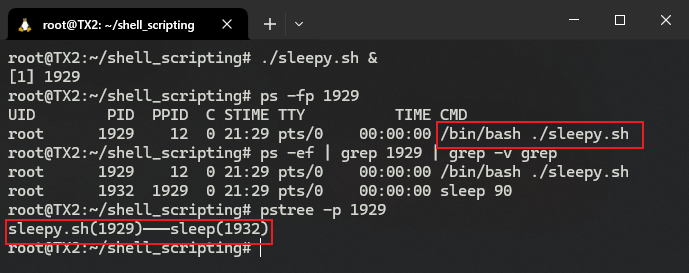 root@TX2: ~/shell_scripting
root@TX2:~/shell_scripting# ./sleepy.sh &
[1] 1929
root@TX2:~/shell_scripting# ps -fp 1929
UID        PID  PPID  C STIME TTY          TIME CMD
root      1929    12  0 21:29 pts/0    00:00:00 /bin/bash ./sleepy.sh
root@TX2:~/shell_scripting# ps -ef | grep 1929 | grep -v grep
root      1929    12  0 21:29 pts/0    00:00:00 /bin/bash ./sleepy.sh
root      1932  1929  0 21:29 pts/0    00:00:00 sleep 90
root@TX2:~/shell_scripting# pstree -p 1929
sleepy.sh(1929)───sleep(1932)
root@TX2:~/shell_scripting#